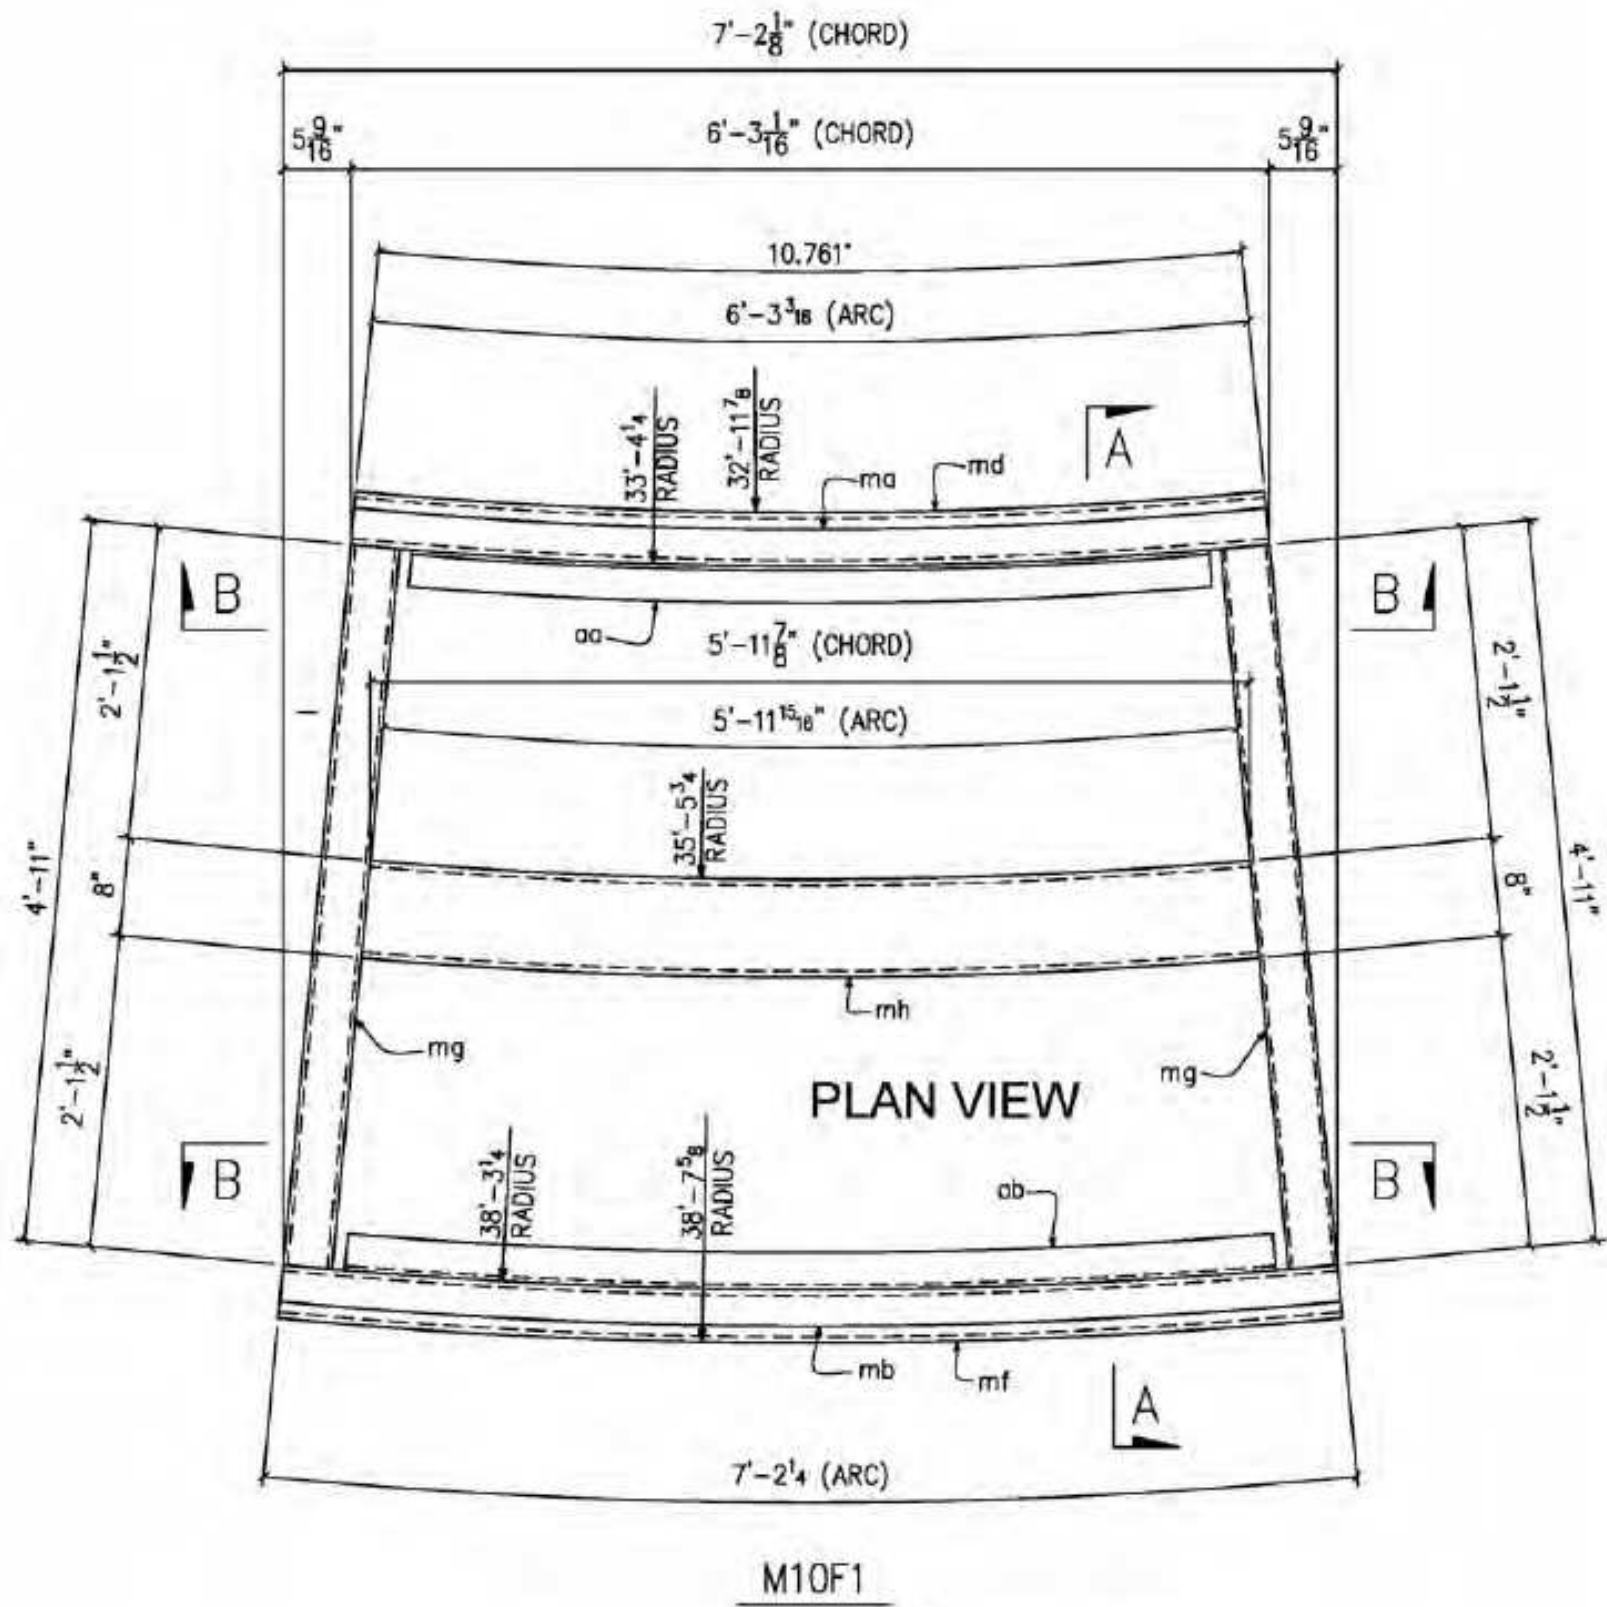 7'-2 1/8" (CHORD)
5 9/16"
6'-3 1/16" (CHORD)
5 9/16"
10.761°
6'-3 3/16 (ARC)
33'-4 1/4
RADIUS
32'-11 7/8
RADIUS
A
ma
md
B
B
aa
5'-11 7/8" (CHORD)
2'-1 1/2"
2'-1 1/2"
5'-11 15/16" (ARC)
35'-5 3/4
RADIUS
4'-11"
8"
8"
4'-11"
mh
mg
mg
PLAN VIEW
2'-1 1/2"
2'-1 1/2"
B
B
38'-3 1/4
RADIUS
38'-7 5/8
RADIUS
ab
mb
mf
A
7'-2 1/4 (ARC)
M10F1